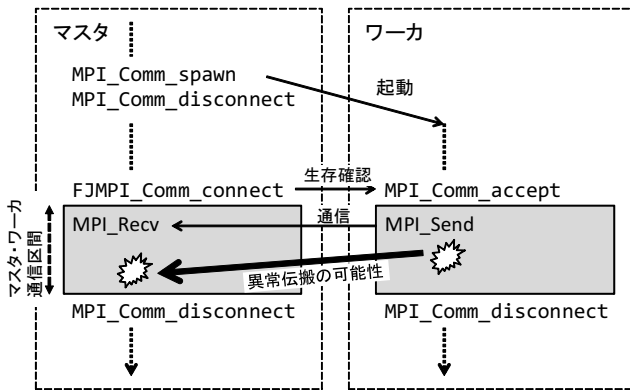 マスタ
ワーカ
MPI_Comm_spawn
MPI_Comm_disconnect
起動
FJMPI_Comm_connect
生存確認
MPI_Comm_accept
マスタ・ワーカ
通信区間
MPI_Recv
通信
MPI_Send
異常伝搬の可能性
MPI_Comm_disconnect
MPI_Comm_disconnect